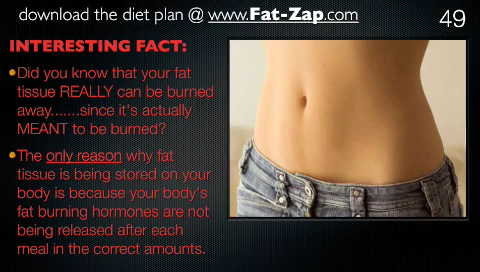 download the diet plan @ www.Fat-Zap.com
49
INTERESTING FACT:
•Did you know that your fat
tissue REALLY can be burned
away.......since it's actually
MEANT to be burned?
•The only reason why fat
tissue is being stored on your
body is because your body's
fat burning hormones are not
being released after each
meal in the correct amounts.